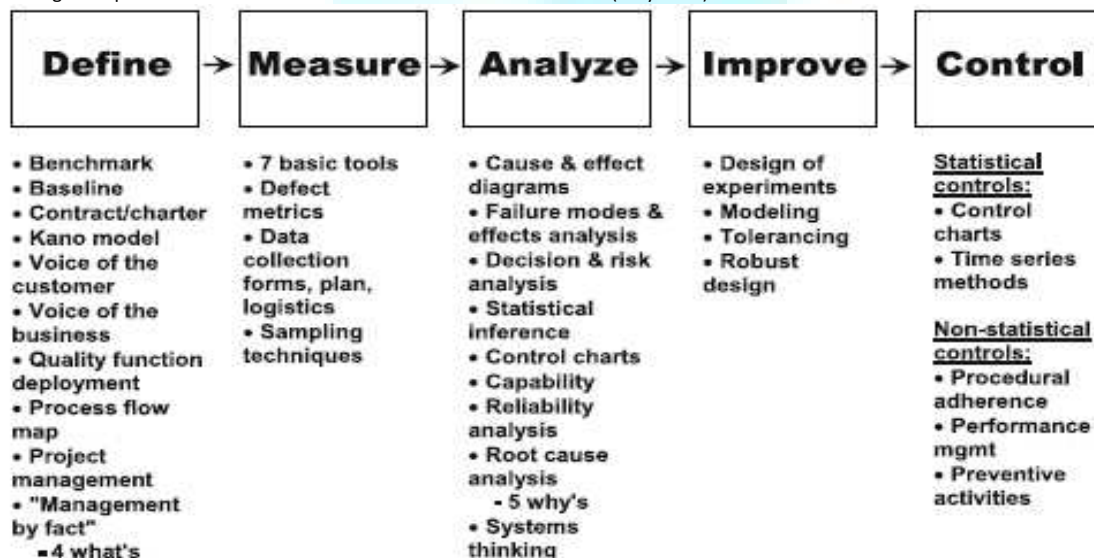 Define
Measure
Analyze
Improve
Control
• Benchmark
• Baseline
• Contract/charter
• Kano model
• Voice of the
customer
• Voice of the
business
• Quality function
deployment
• Process flow
map
• Project
management
• "Management
by fact"
- 4 what's
• 7 basic tools
• Defect
metrics
• Data
collection
forms, plan,
logistics
• Sampling
techniques
• Cause & effect
diagrams
• Failure modes &
effects analysis
• Decision & risk
analysis
• Statistical
inference
• Control charts
• Capability
• Reliability
analysis
• Root cause
analysis
- 5 why's
• Systems
thinking
• Design of
experiments
• Modeling
• Tolerancing
• Robust
design
Statistical
controls:
• Control
charts
• Time series
methods
Non-statistical
controls:
• Procedural
adherence
• Performance
mgmt
• Preventive
activities